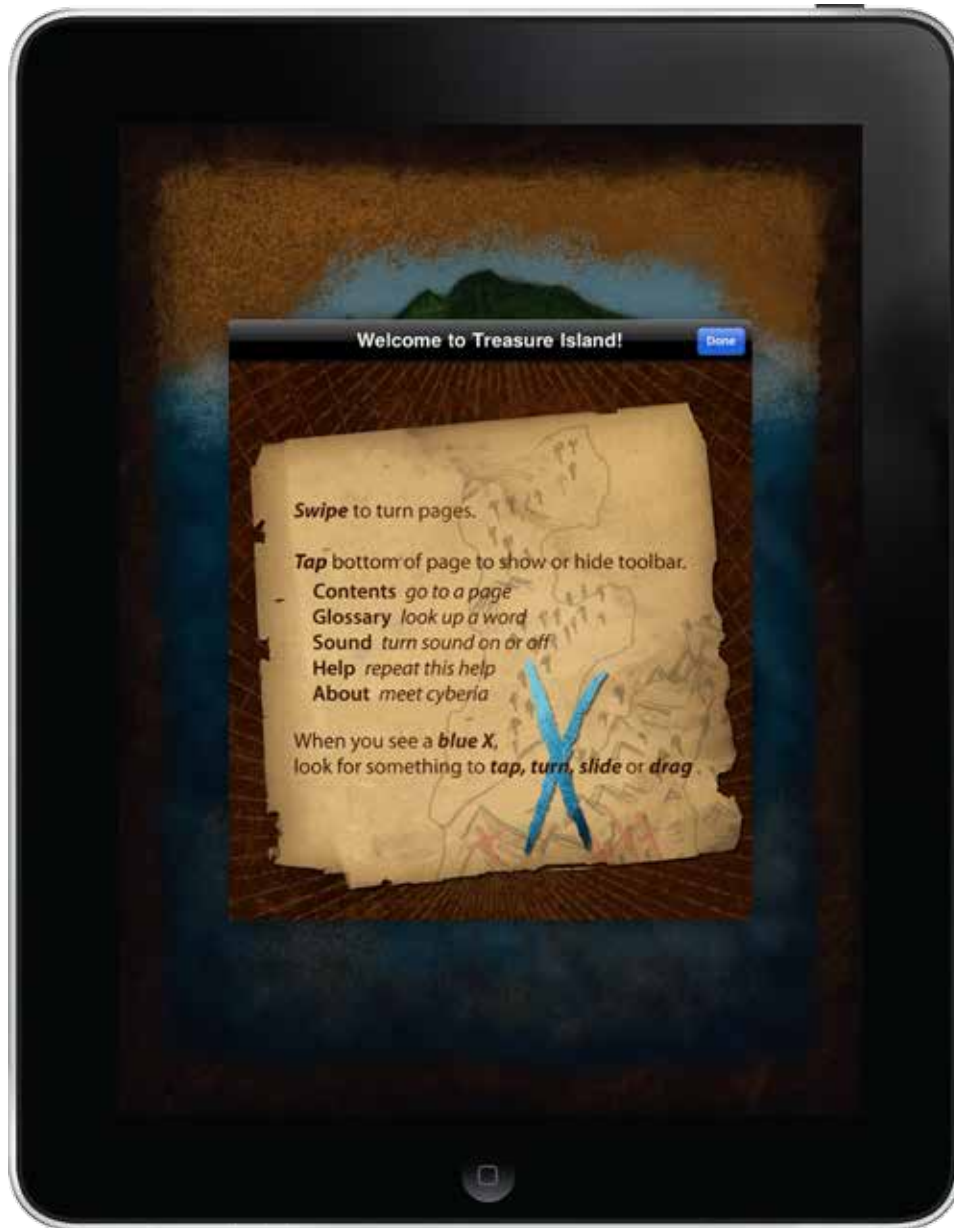 Welcome to Treasure Island!
Done
Swipe to turn pages.
Tap bottom of page to show or hide toolbar.
Contents go to a page
Glossary look up a word
Sound turn sound on or off
Help repeat this help
About meet cyberia
When you see a blue X,
look for something to tap, turn, slide or drag .